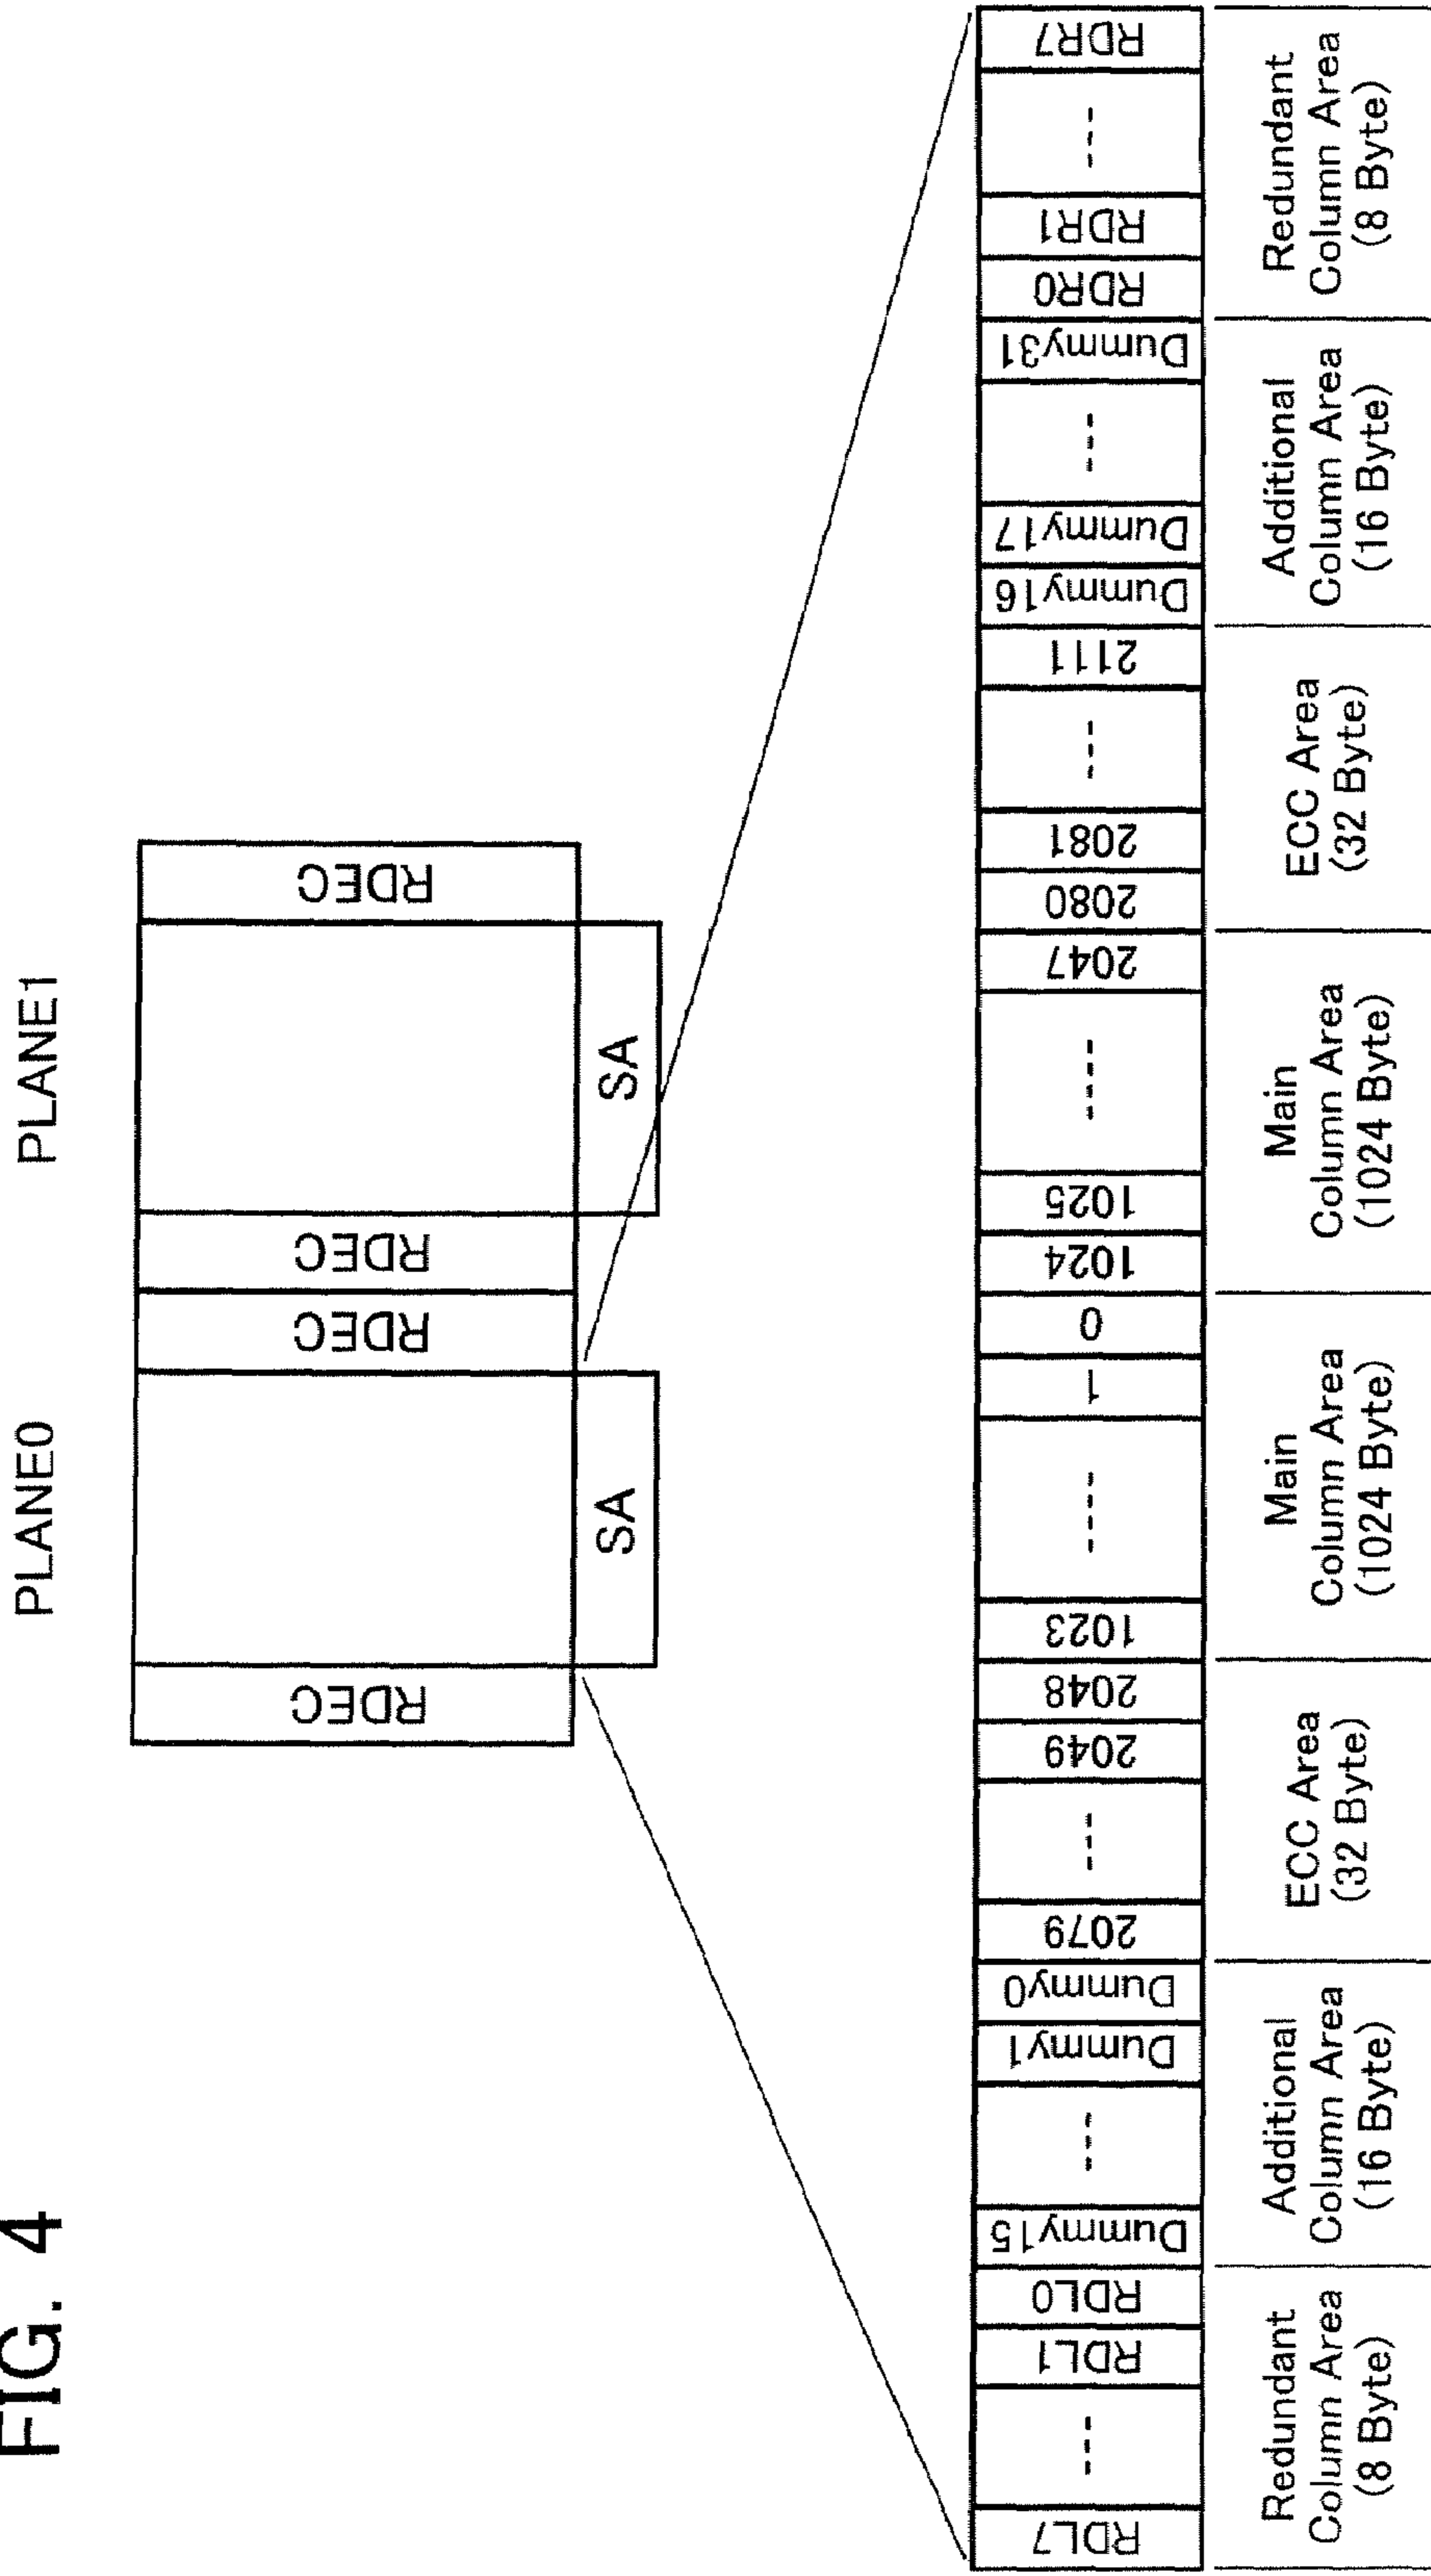 FIG. 4
PLANE0
PLANE1
RDEC
RDEC
RDEC
RDEC
SA
SA
RDL7
RDL1
RDL0
Dummy15
Dummy1
Dummy0
2079
2049
2048
1023
1
0
1024
1025
2047
2080
2081
2111
Dummy16
Dummy17
Dummy31
RDR0
RDR1
RDR7
Redundant
Column Area
(8 Byte)
Additional
Column Area
(16 Byte)
ECC Area
(32 Byte)
Main
Column Area
(1024 Byte)
Main
Column Area
(1024 Byte)
ECC Area
(32 Byte)
Additional
Column Area
(16 Byte)
Redundant
Column Area
(8 Byte)